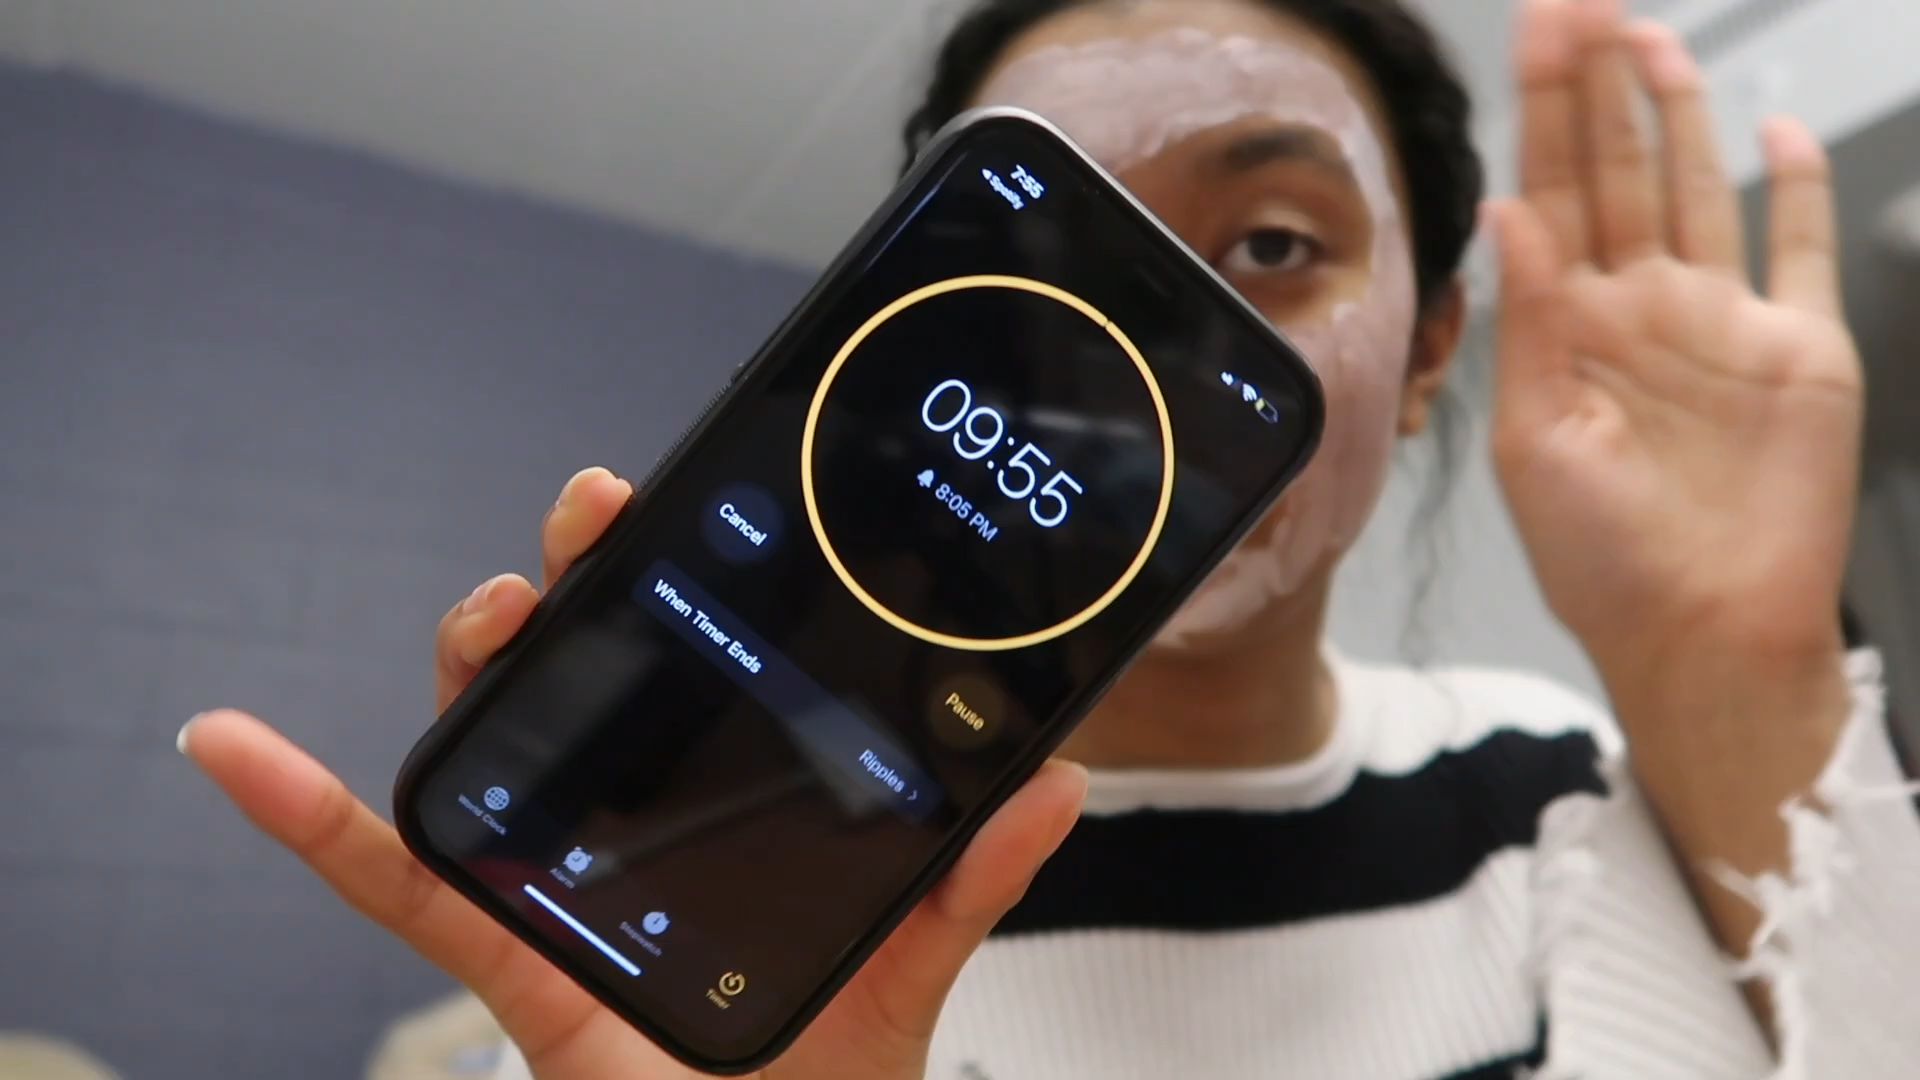 7:55
◀ Spotify
09:55
8:05 PM
Cancel
Pause
When Timer Ends
Ripples >
World Clock
Alarm
Stopwatch
Timer